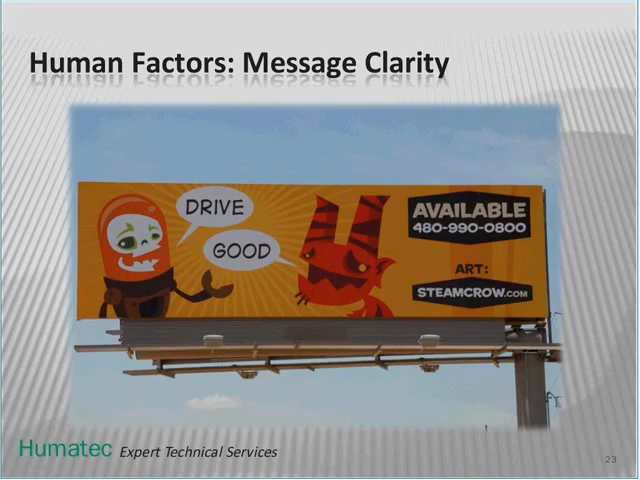 Human Factors: Message Clarity
DRIVE
GOOD
AVAILABLE
480-990-0800
ART:
STEAMCROW.COM
Humatec Expert Technical Services
23